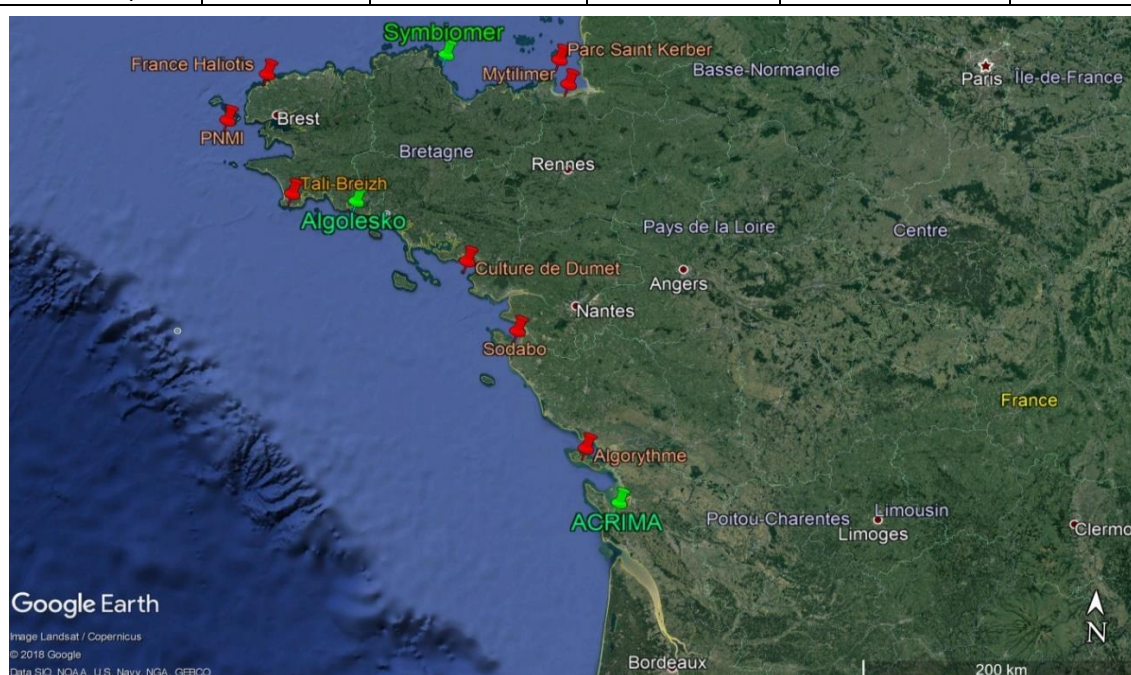 Symbiomer
Parc Saint Kerber
France Haliotis
Mytilimer
Basse-Normandie
Paris
Île-de-France
PNMI
Brest
Bretagne
Rennes
Tali-Breizh
Algolesko
Pays de la Loire
Centre
Culture de Dumet
Angers
Nantes
Sodabo
France
Algorythme
ACRIMA
Poitou-Charentes
Limousin
Limoges
Clermo
Google Earth
Image Landsat / Copernicus
© 2018 Google
Data SIO, NOAA, U.S. Navy, NGA, GEBCO
N
Bordeaux
200 km